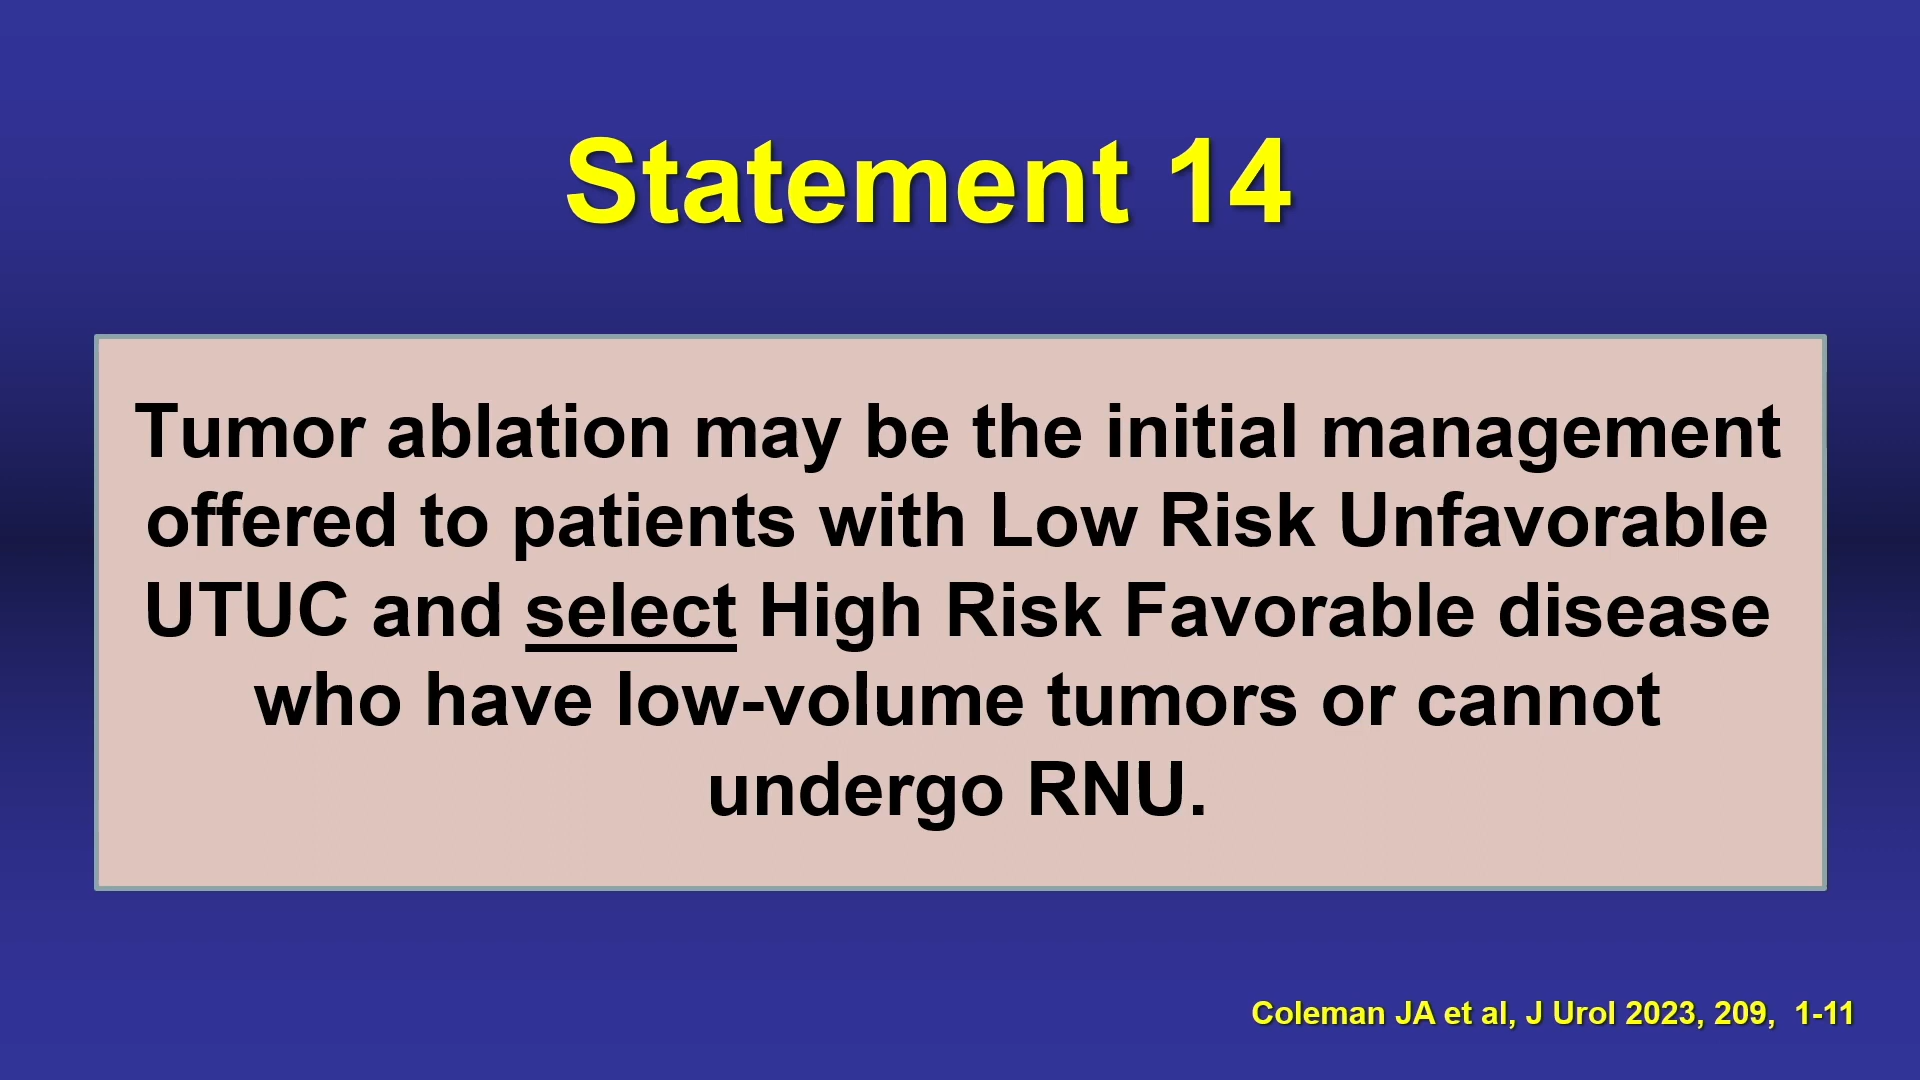 Statement 14
Tumor ablation may be the initial management
offered to patients with Low Risk Unfavorable
UTUC and select High Risk Favorable disease
who have low-volume tumors or cannot
undergo RNU.
Coleman JA et al, J Urol 2023, 209,  1-11